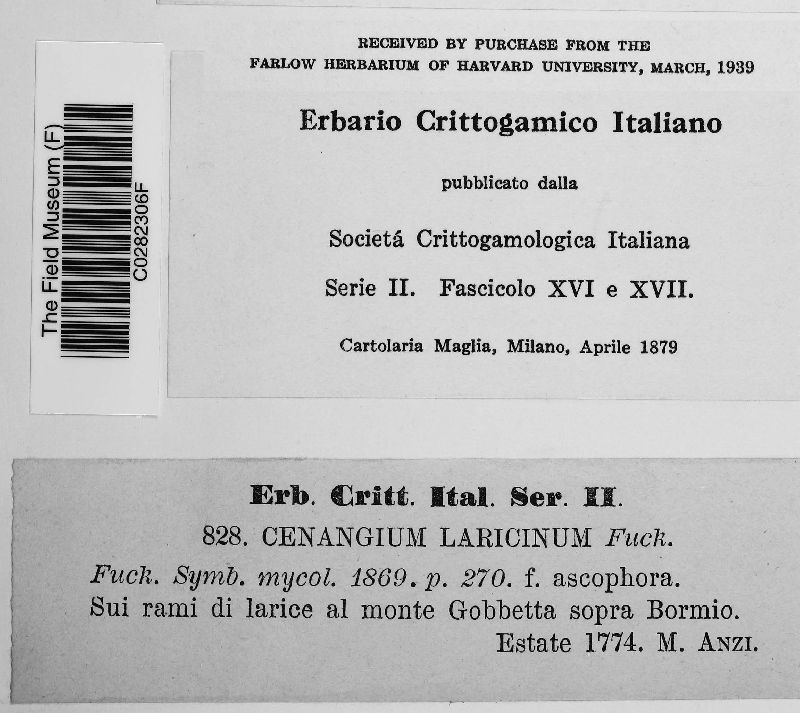 RECEIVED BY PURCHASE FROM THE
FARLOW HERBARIUM OF HARVARD UNIVERSITY, MARCH, 1939
The Field Museum (F)
C0282306F
Erbario Crittogamico Italiano
pubblicato dalla
Societá Crittogamologica Italiana
Serie II. Fascicolo XVI e XVII.
Cartolaria Maglia, Milano, Aprile 1879
Erb. Critt. Ital. Ser. II.
828. CENANGIUM LARICINUM Fuck.
Fuck. Symb. mycol. 1869. p. 270. f. ascophora.
Sui rami di larice al monte Gobbetta sopra Bormio.
Estate 1774. M. ANZI.